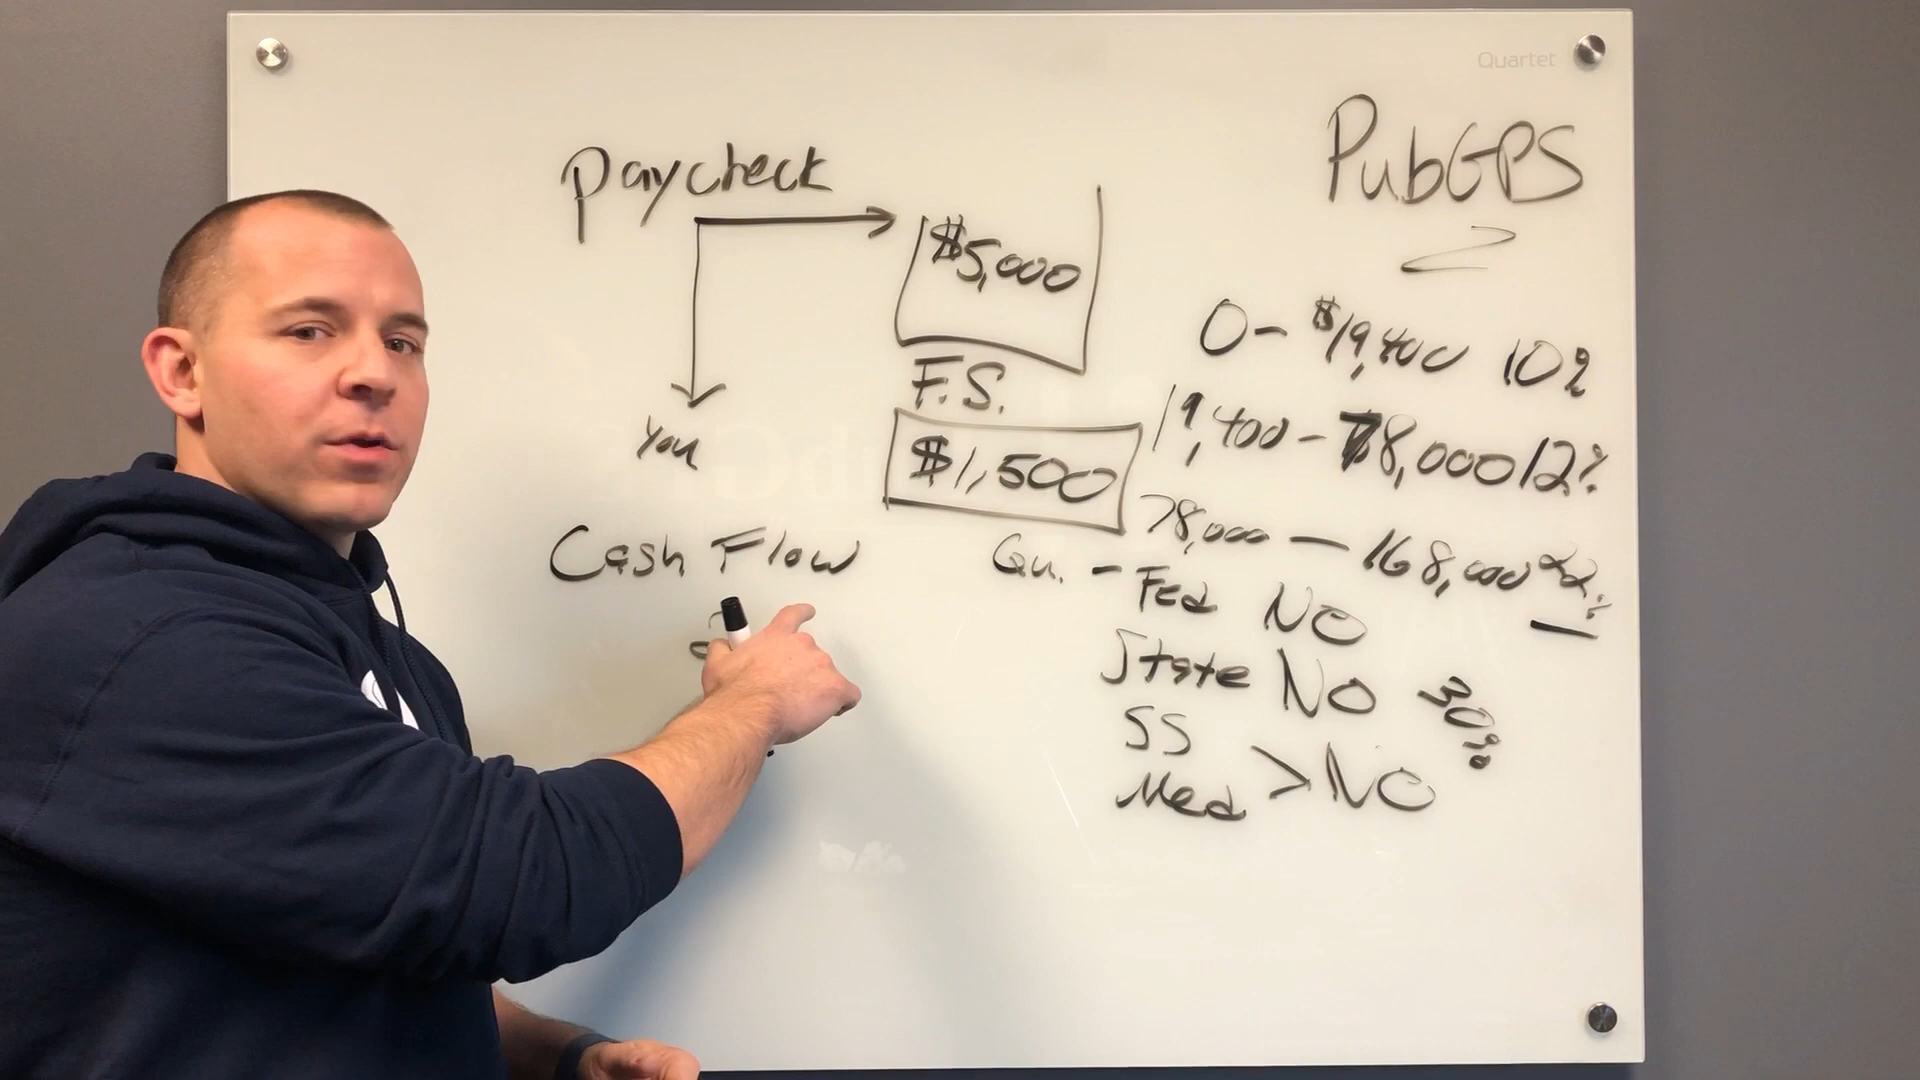 Quartet
PubGPS
Paycheck
$5,000
You
F.S.
$1,500
Cash Flow
0 - $19,400 10%
19,400 - 78,000 12%
78,000 - 168,000 22%
Qu. - Fed NO
State NO 30%
SS
Med > NO